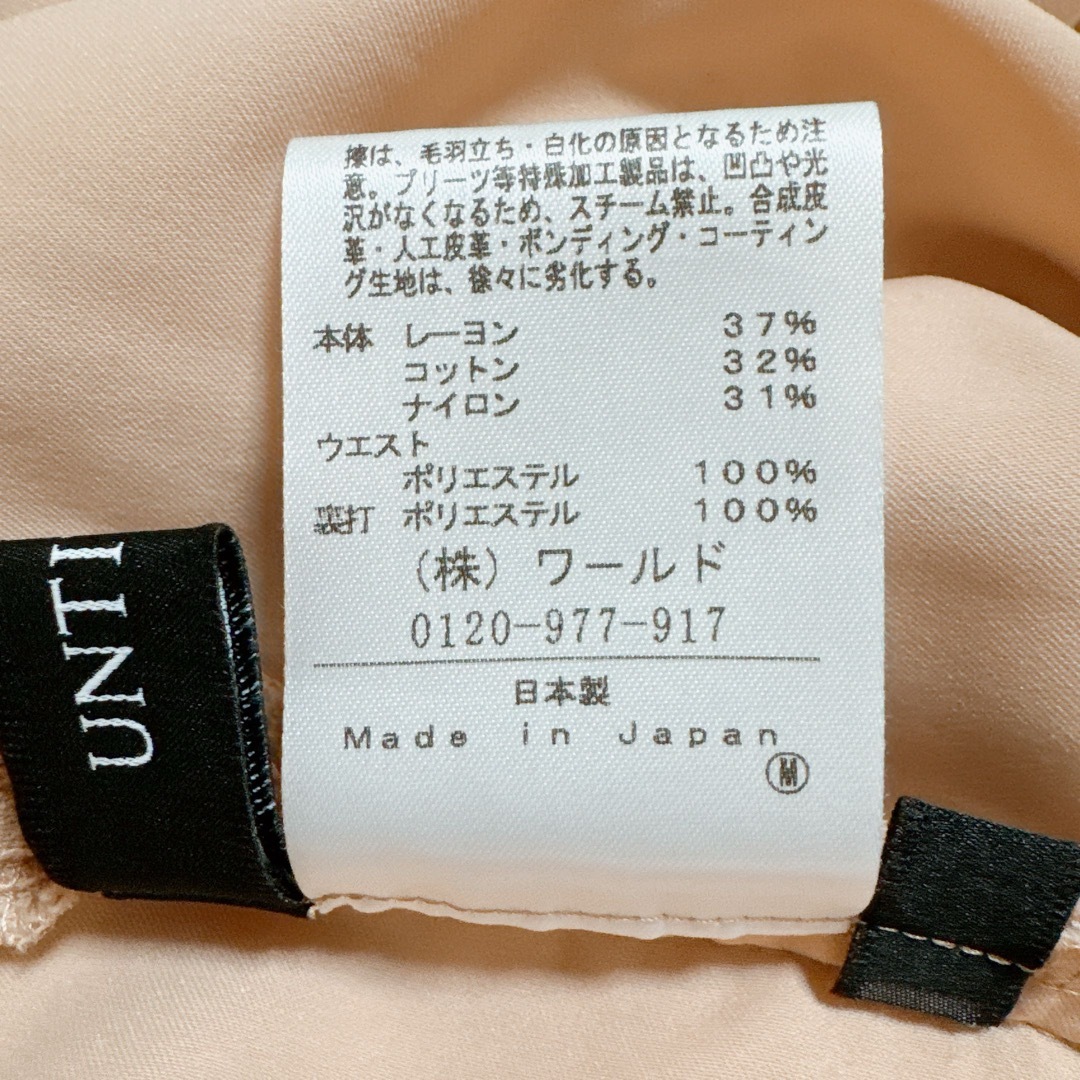 擦は、毛羽立ち・白化の原因となるため注
意。プリーツ等特殊加工製品は、凹凸や光
沢がなくなるため、スチーム禁止。合成皮
革・人工皮革・ボンディング・コーティン
グ生地は、徐々に劣化する。
本体 レーヨン 37%
コットン 32%
ナイロン 31%
ウエスト
ポリエステル 100%
裏打 ポリエステル 100%
(株) ワールド
0120-977-917
日本製
Made in Japan
M
UNTI